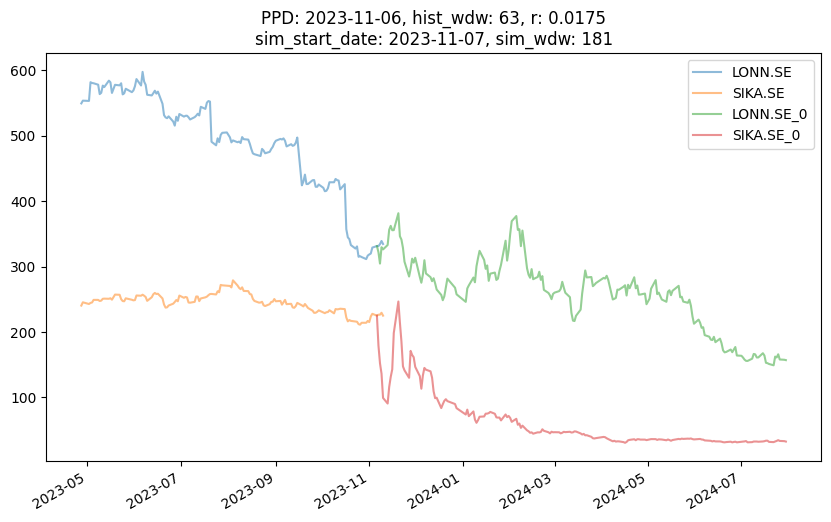 PPD: 2023-11-06, hist_wdw: 63, r: 0.0175
sim_start_date: 2023-11-07, sim_wdw: 181
LONN.SE
SIKA.SE
LONN.SE_0
SIKA.SE_0
600
500
400
300
200
100
2023-05
2023-07
2023-09
2023-11
2024-01
2024-03
2024-05
2024-07